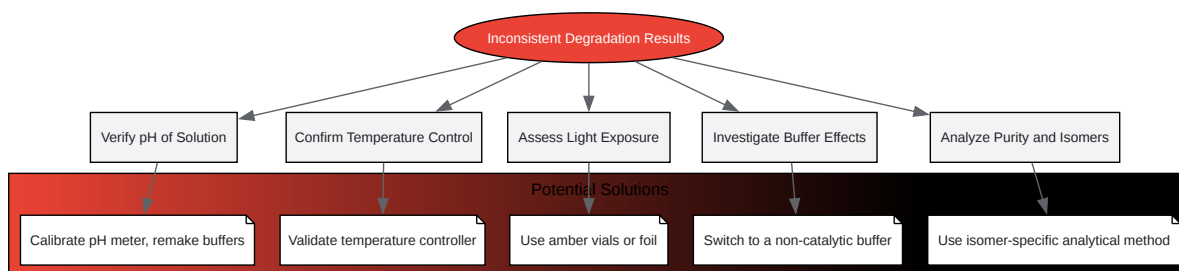 Inconsistent Degradation Results
Verify pH of Solution
Confirm Temperature Control
Assess Light Exposure
Investigate Buffer Effects
Analyze Purity and Isomers
Potential Solutions
Calibrate pH meter, remake buffers
Validate temperature controller
Use amber vials or foil
Switch to a non-catalytic buffer
Use isomer-specific analytical method